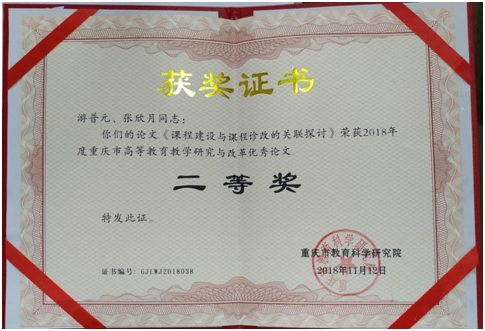 获奖证书
游普元、张欣月同志：
你们的论文《课程建设与课程诊改的关联探讨》荣获2018年
度重庆市高等教育教学研究与改革优秀论文
二等奖
特发此证。
重庆市教育科学研究院
2018年11月12日
证书编号：GJLWJ2018038